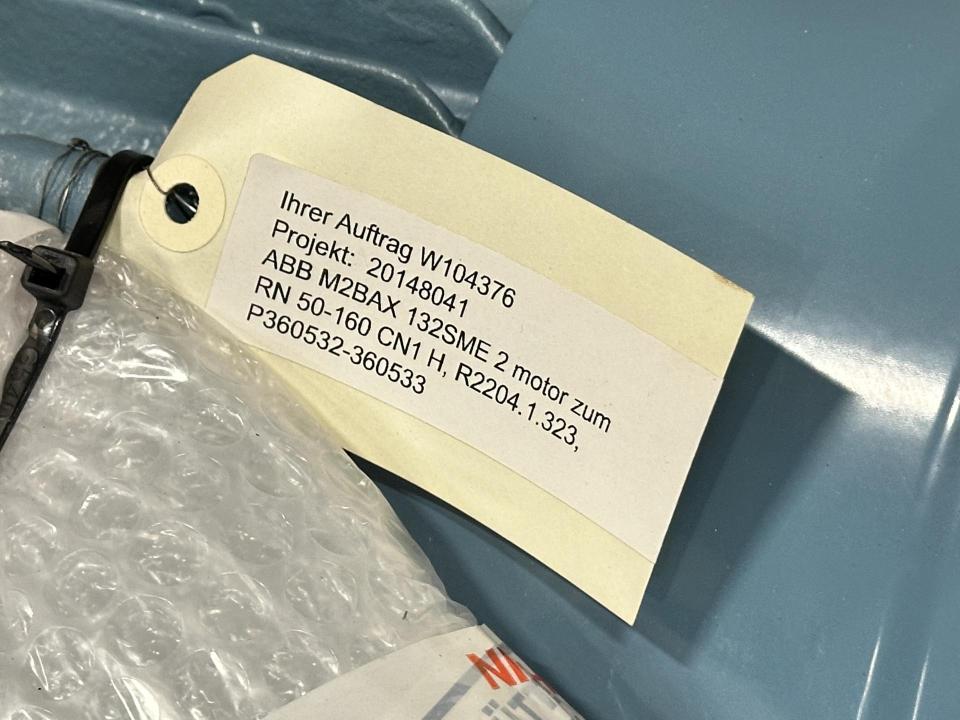 Ihrer Auftrag W104376
Projekt: 20148041
ABB M2BAX 132SME 2 motor zum
RN 50-160 CN1 H, R2204.1.323,
P360532-360533